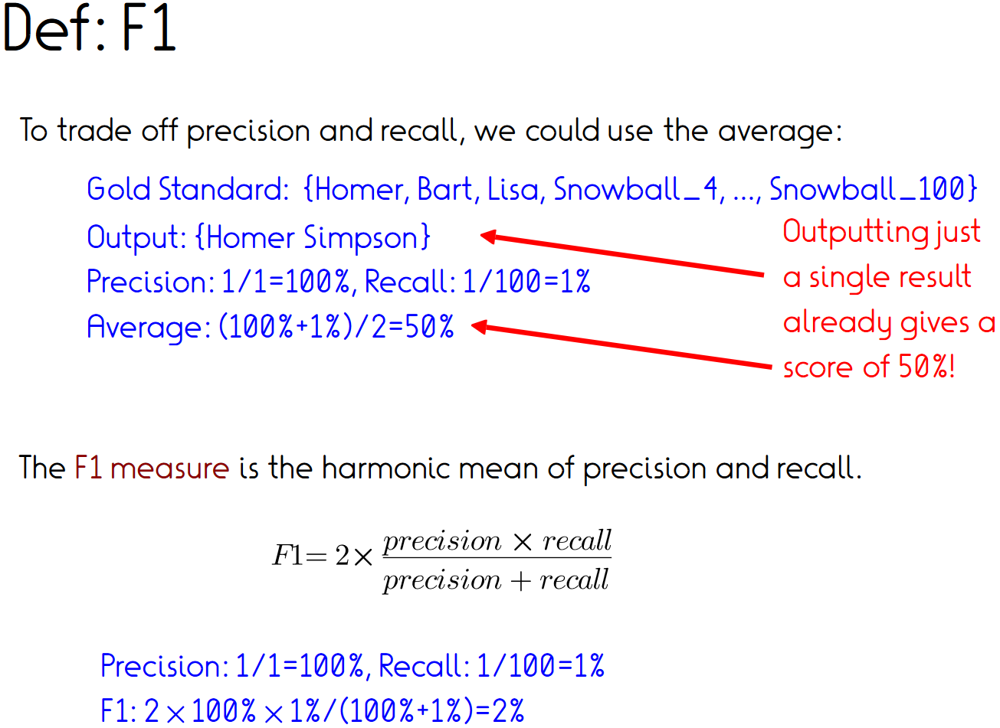 Def: F1
To trade off precision and recall, we could use the average:
Gold Standard: {Homer, Bart, Lisa, Snowball_4, ..., Snowball_100}
Output: {Homer Simpson}
Precision: 1/1=100%, Recall: 1/100=1%
Average: (100%+1%)/2=50%
Outputting just
a single result
already gives a
score of 50%!
The F1 measure is the harmonic mean of precision and recall.
F1= 2× precision × recall
precision + recall
Precision: 1/1=100%, Recall: 1/100=1%
F1: 2×100%×1%/(100%+1%)=2%